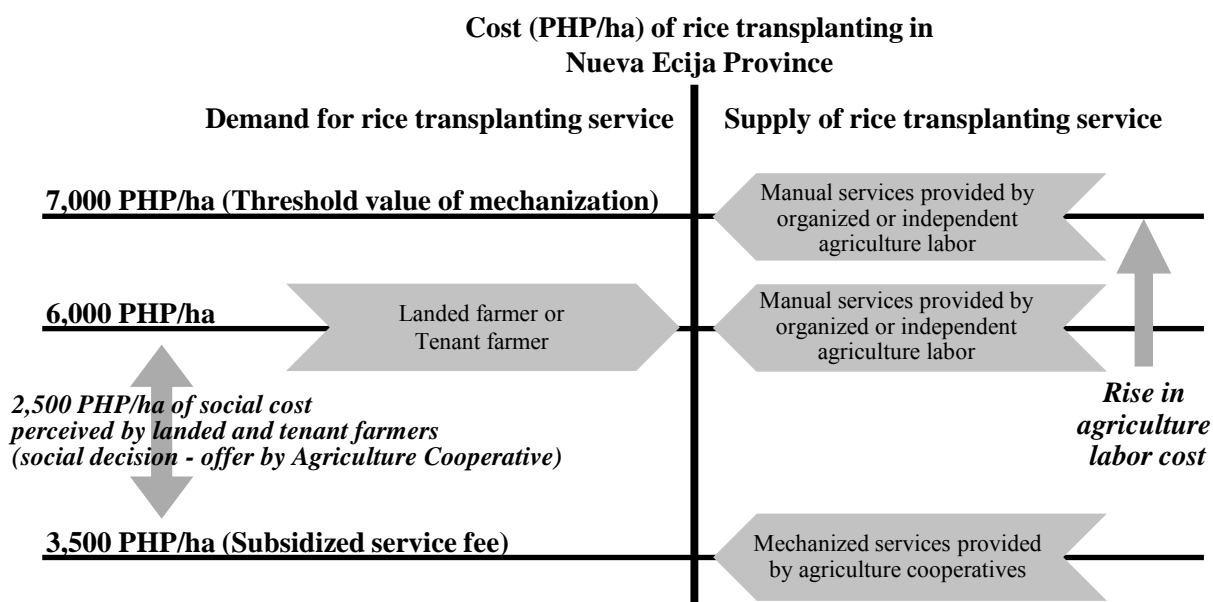 Cost (PHP/ha) of rice transplanting in
Nueva Ecija Province
Demand for rice transplanting service
Supply of rice transplanting service
7,000 PHP/ha (Threshold value of mechanization)
Manual services provided by
organized or independent
agriculture labor
6,000 PHP/ha
Landed farmer or
Tenant farmer
Manual services provided by
organized or independent
agriculture labor
2,500 PHP/ha of social cost
perceived by landed and tenant farmers
(social decision - offer by Agriculture Cooperative)
Rise in
agriculture
labor cost
3,500 PHP/ha (Subsidized service fee)
Mechanized services provided
by agriculture cooperatives